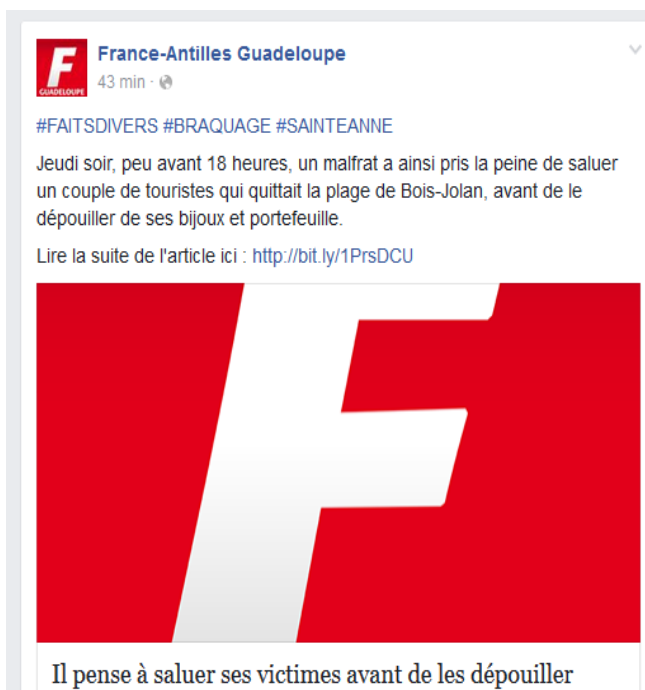 F
GUADELOUPE
France-Antilles Guadeloupe
43 min ·
#FAITSDIVERS #BRAQUAGE #SAINTEANNE
Jeudi soir, peu avant 18 heures, un malfrat a ainsi pris la peine de saluer
un couple de touristes qui quittait la plage de Bois-Jolan, avant de le
dépouiller de ses bijoux et portefeuille.
Lire la suite de l'article ici : http://bit.ly/1PrsDCU
F
Il pense à saluer ses victimes avant de les dépouiller